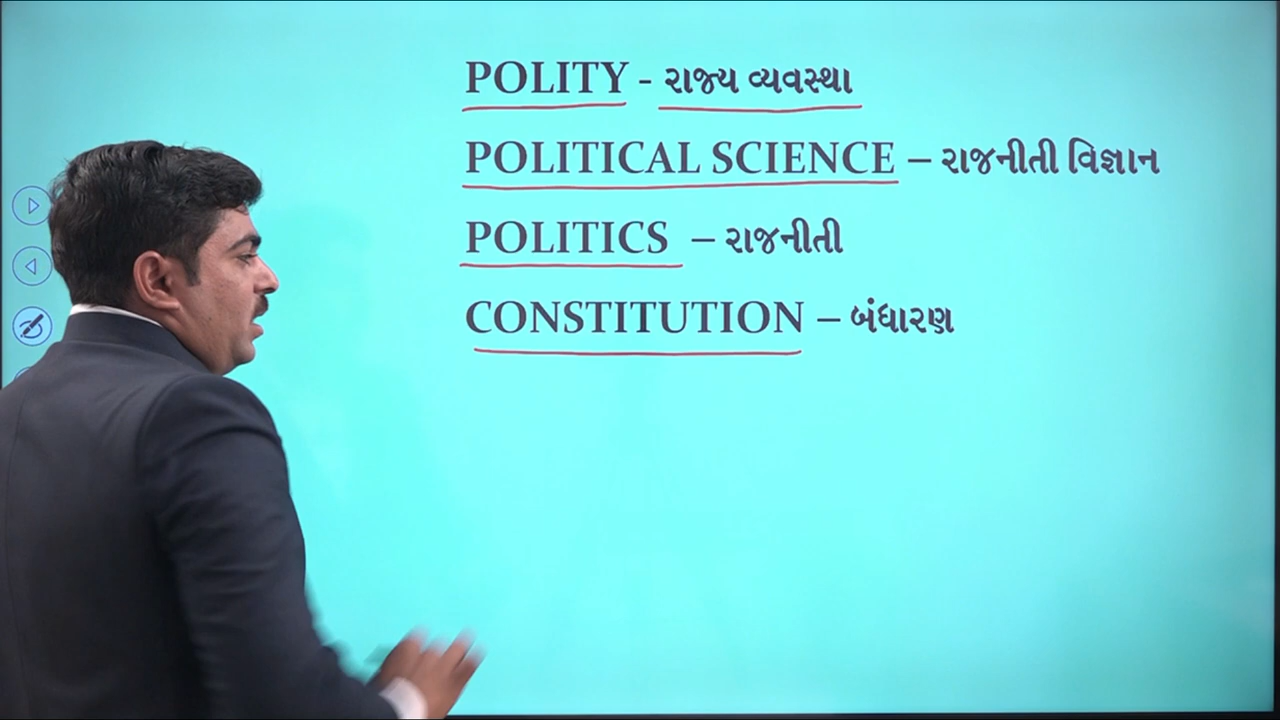 POLITY - રાજ્ય વ્યવસ્થા
POLITICAL SCIENCE – રાજનીતી વિજ્ઞાન
POLITICS – રાજનીતી
CONSTITUTION – બંધારણ